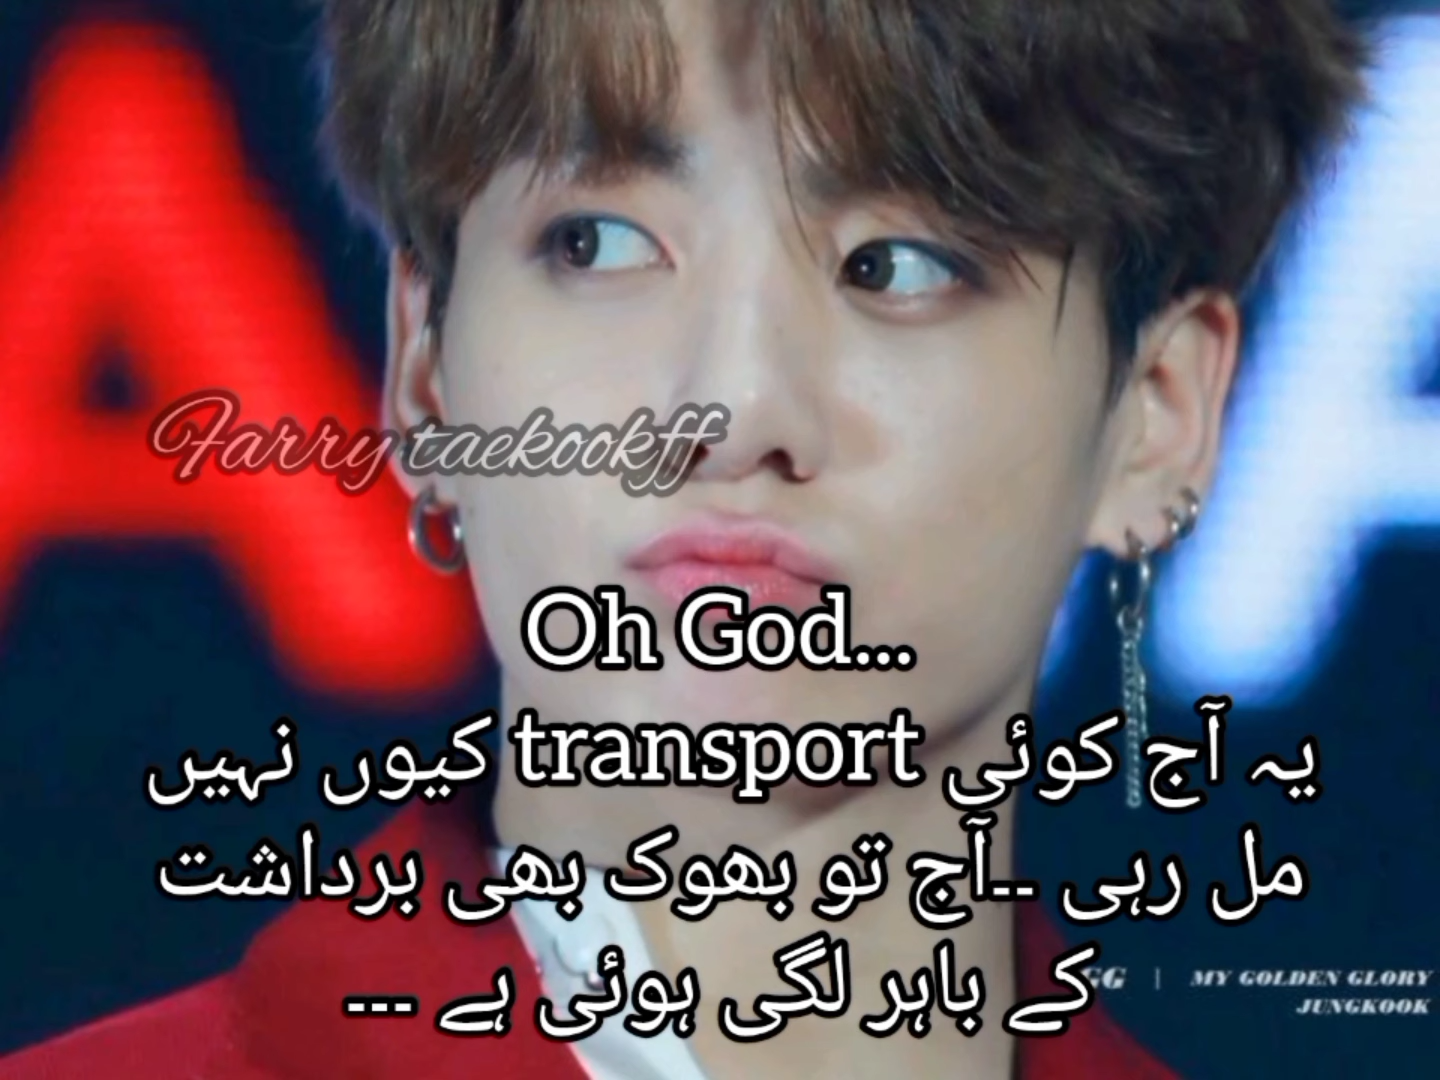 Farry taekookff
Oh God...
یہ آج کوئی transport کیوں نہیں
مل رہی ۔۔آج تو بھوک بھی برداشت
کے باہر لگی ہوئی ہے ۔۔۔
GG | MY GOLDEN GLORY
JUNGKOOK